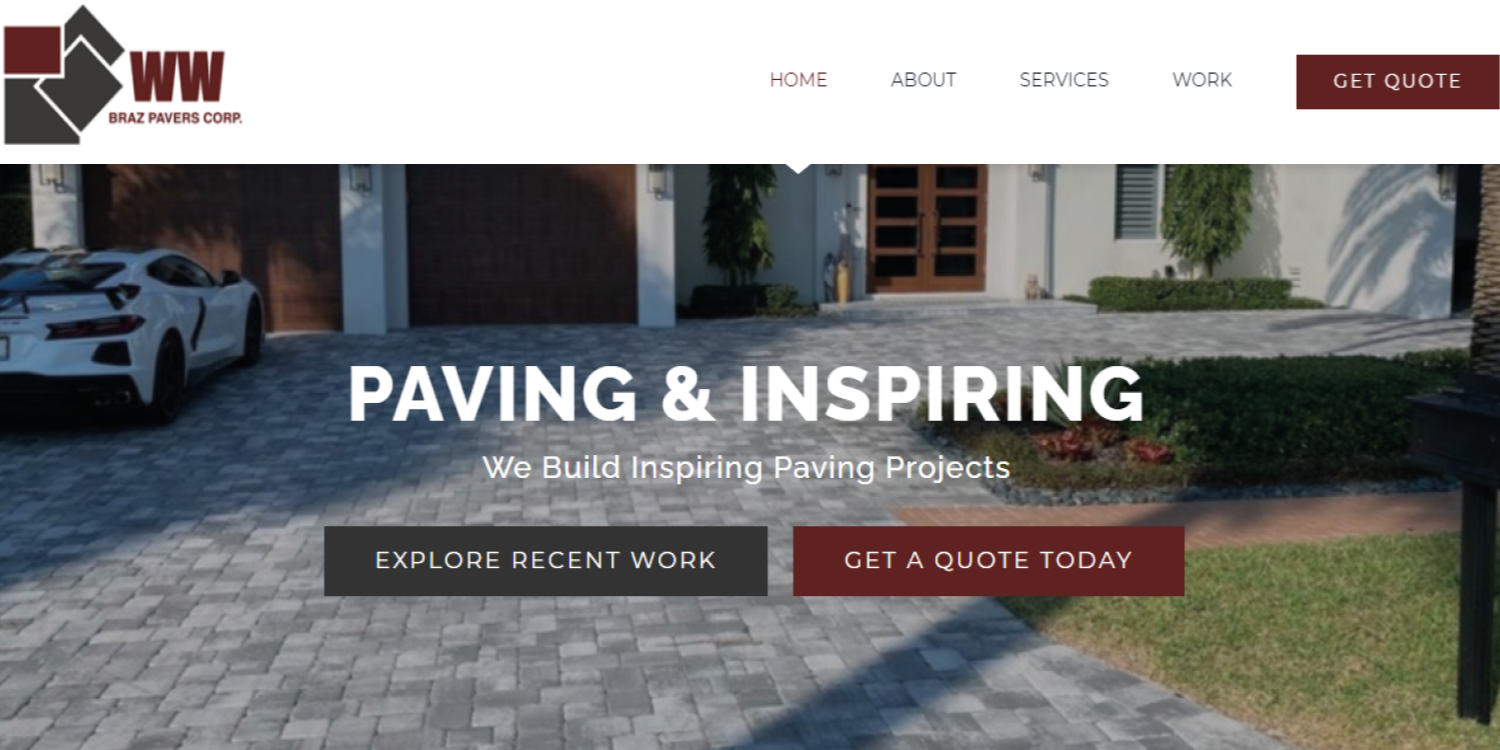 WW
BRAZ PAVERS CORP.
HOME ABOUT SERVICES WORK GET QUOTE
PAVING & INSPIRING
We Build Inspiring Paving Projects
EXPLORE RECENT WORK GET A QUOTE TODAY